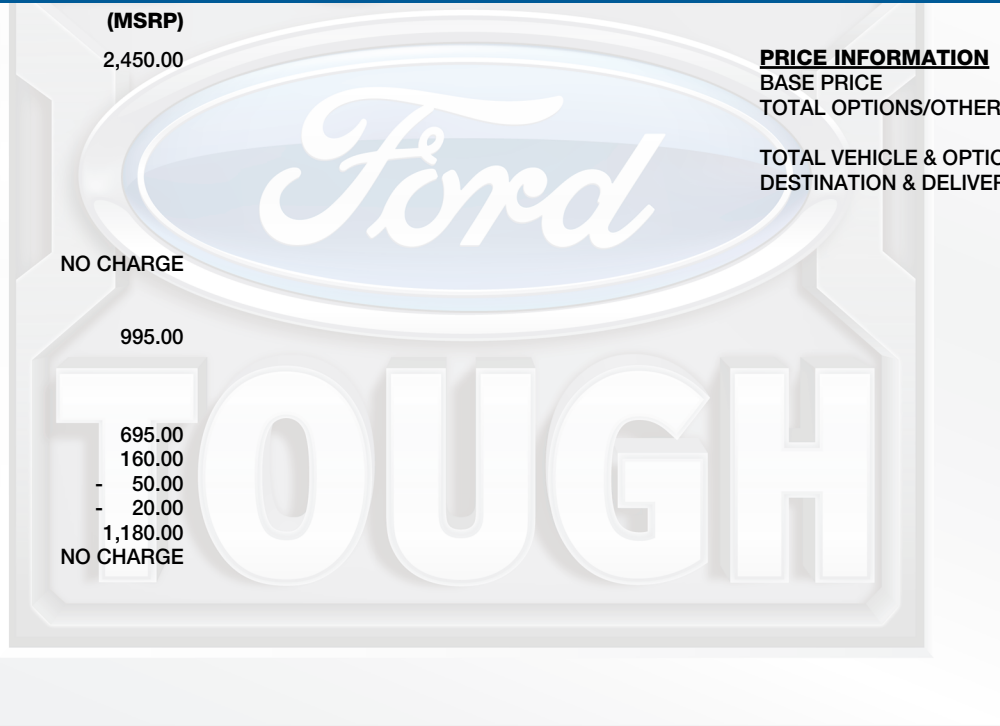 (MSRP)
2,450.00
NO CHARGE
995.00
695.00
160.00
- 50.00
- 20.00
1,180.00
NO CHARGE
PRICE INFORMATION
BASE PRICE
TOTAL OPTIONS/OTHER
TOTAL VEHICLE & OPTIO
DESTINATION & DELIVER
Ford
TOUGH